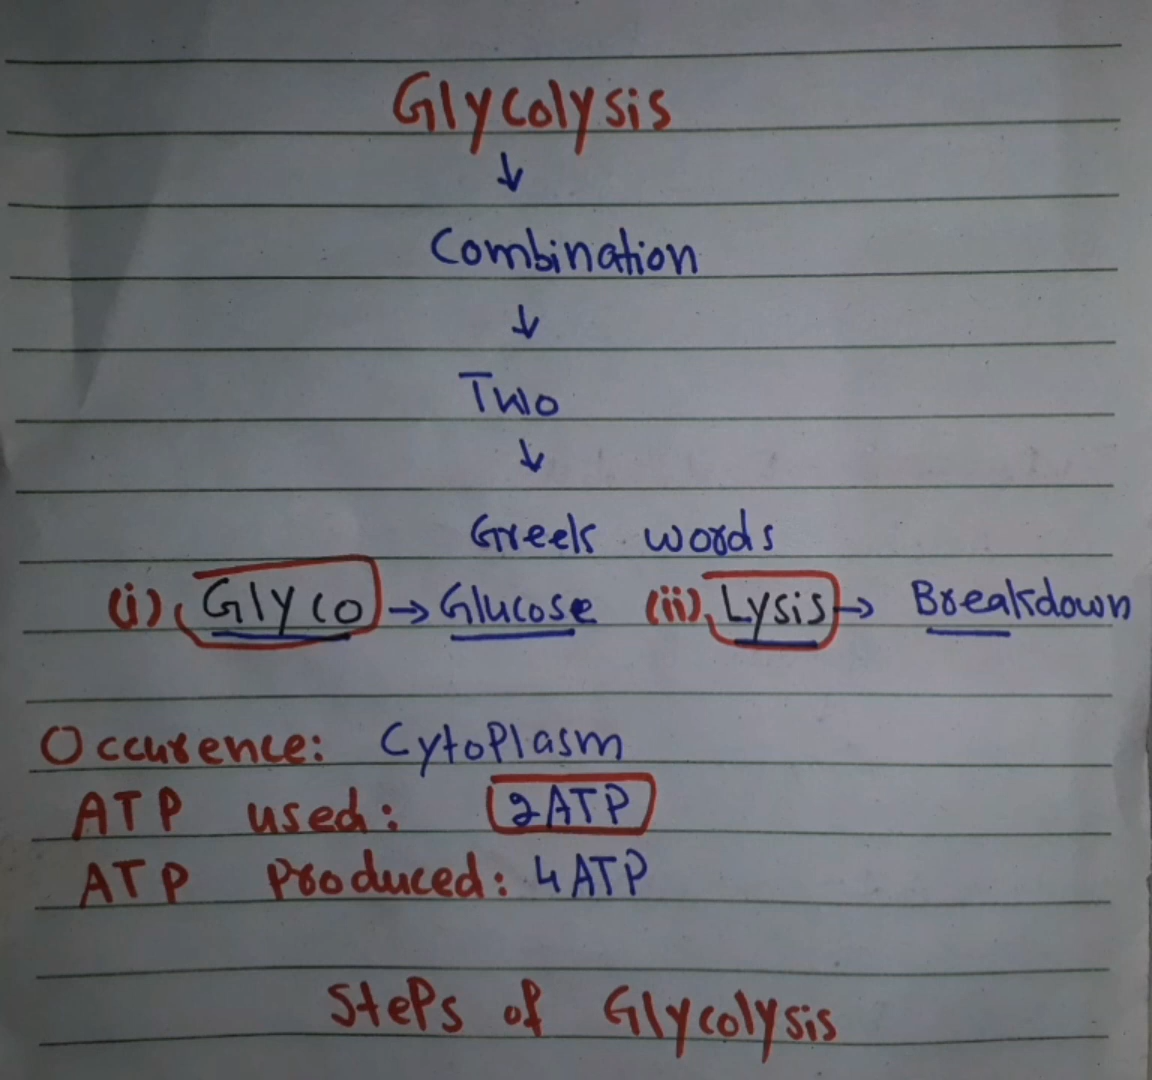 Glycolysis
↓
Combination
↓
Two
↓
Greek words
(i) Glyco → Glucose (ii) Lysis → Breakdown
Occurence: Cytoplasm
ATP used: 2ATP
ATP Produced: 4ATP
Steps of Glycolysis